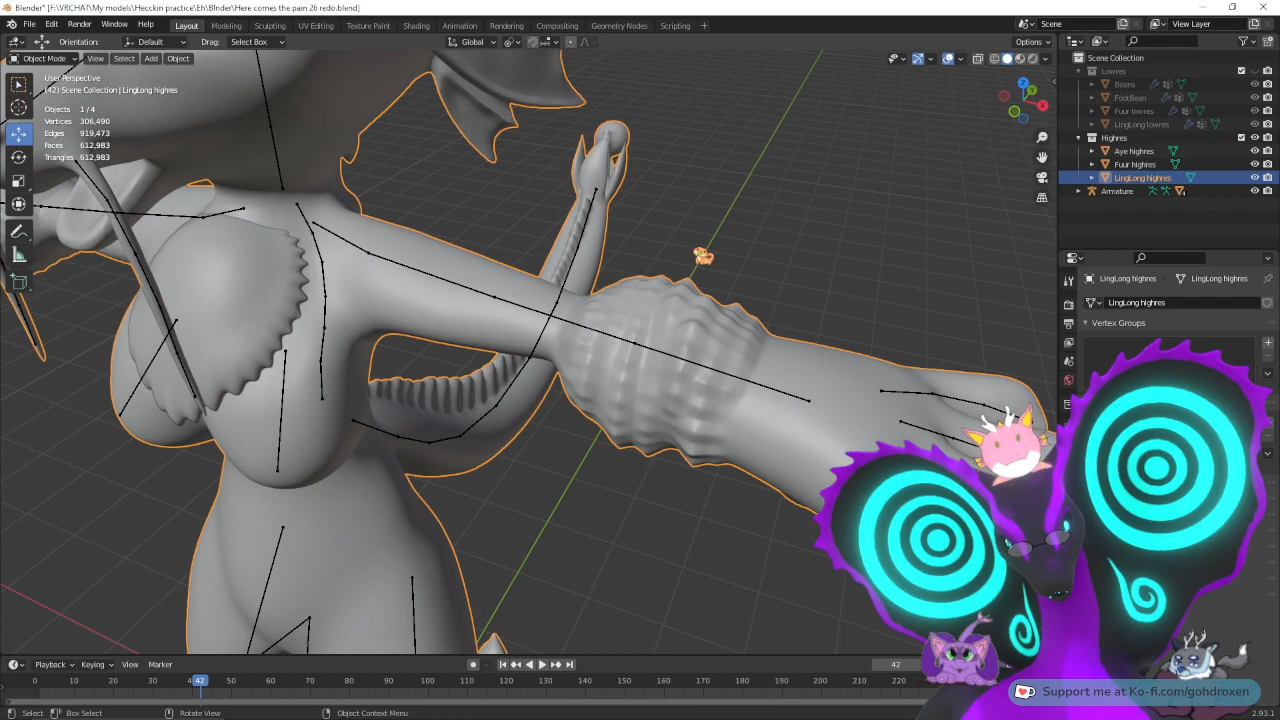 Blender* [F:\VRCHAT\My models\Hecckin practice\Eh\BInder\Here comes the pain 26 redo.blend]
File Edit Render Window Help Layout Modeling Sculpting UV Editing Texture Paint Shading Animation Rendering Compositing Geometry Nodes Scripting + Scene View Layer
Orientation: Default Drag: Select Box Global Options
Object Mode View Select Add Object
User Perspective
(42) Scene Collection | LingLong highres
Objects 1 / 4
Vertices 306,490
Edges 919,473
Faces 612,983
Triangles 612,983
Z
Y
X
Scene Collection
Lowres
Beans
FootBean
Fuur lowres
LingLong lowres
Highres
Aye highres
Fuur highres
LingLong highres
Armature
LingLong highres LingLong highres
LingLong highres
Vertex Groups
Playback Keying View Marker 42
0 10 20 30 42 50 60 70 80 90 100 110 120 130 140 150 160 170 180 190 200 210 220
Select Box Select Rotate View Object Context Menu 2.93.1
Support me at Ko-fi.com/gohdroxen